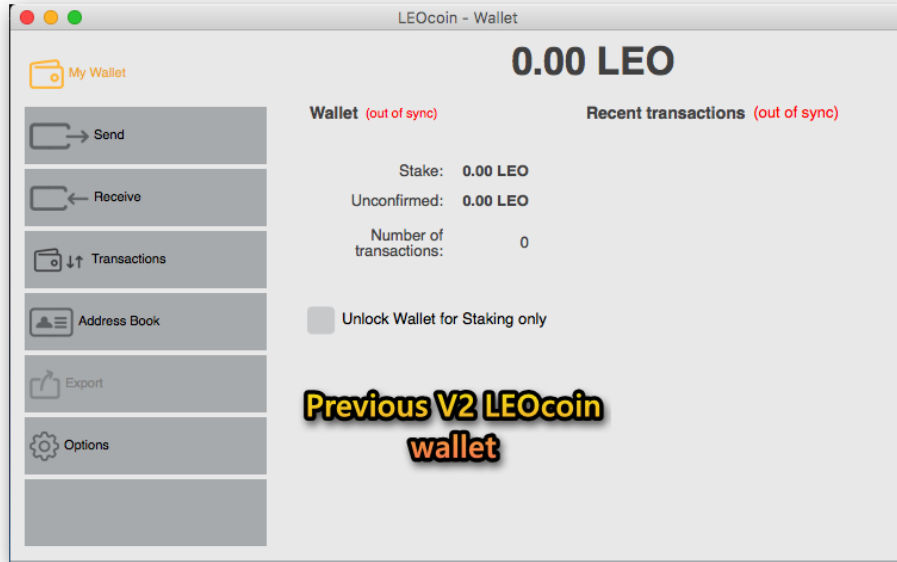 LEOcoin - Wallet
0.00 LEO
My Wallet
Send
Receive
Transactions
Address Book
Export
Options
Wallet (out of sync)
Stake: 0.00 LEO
Unconfirmed: 0.00 LEO
Number of
transactions: 0
Unlock Wallet for Staking only
Recent transactions (out of sync)
Previous V2 LEOcoin
wallet